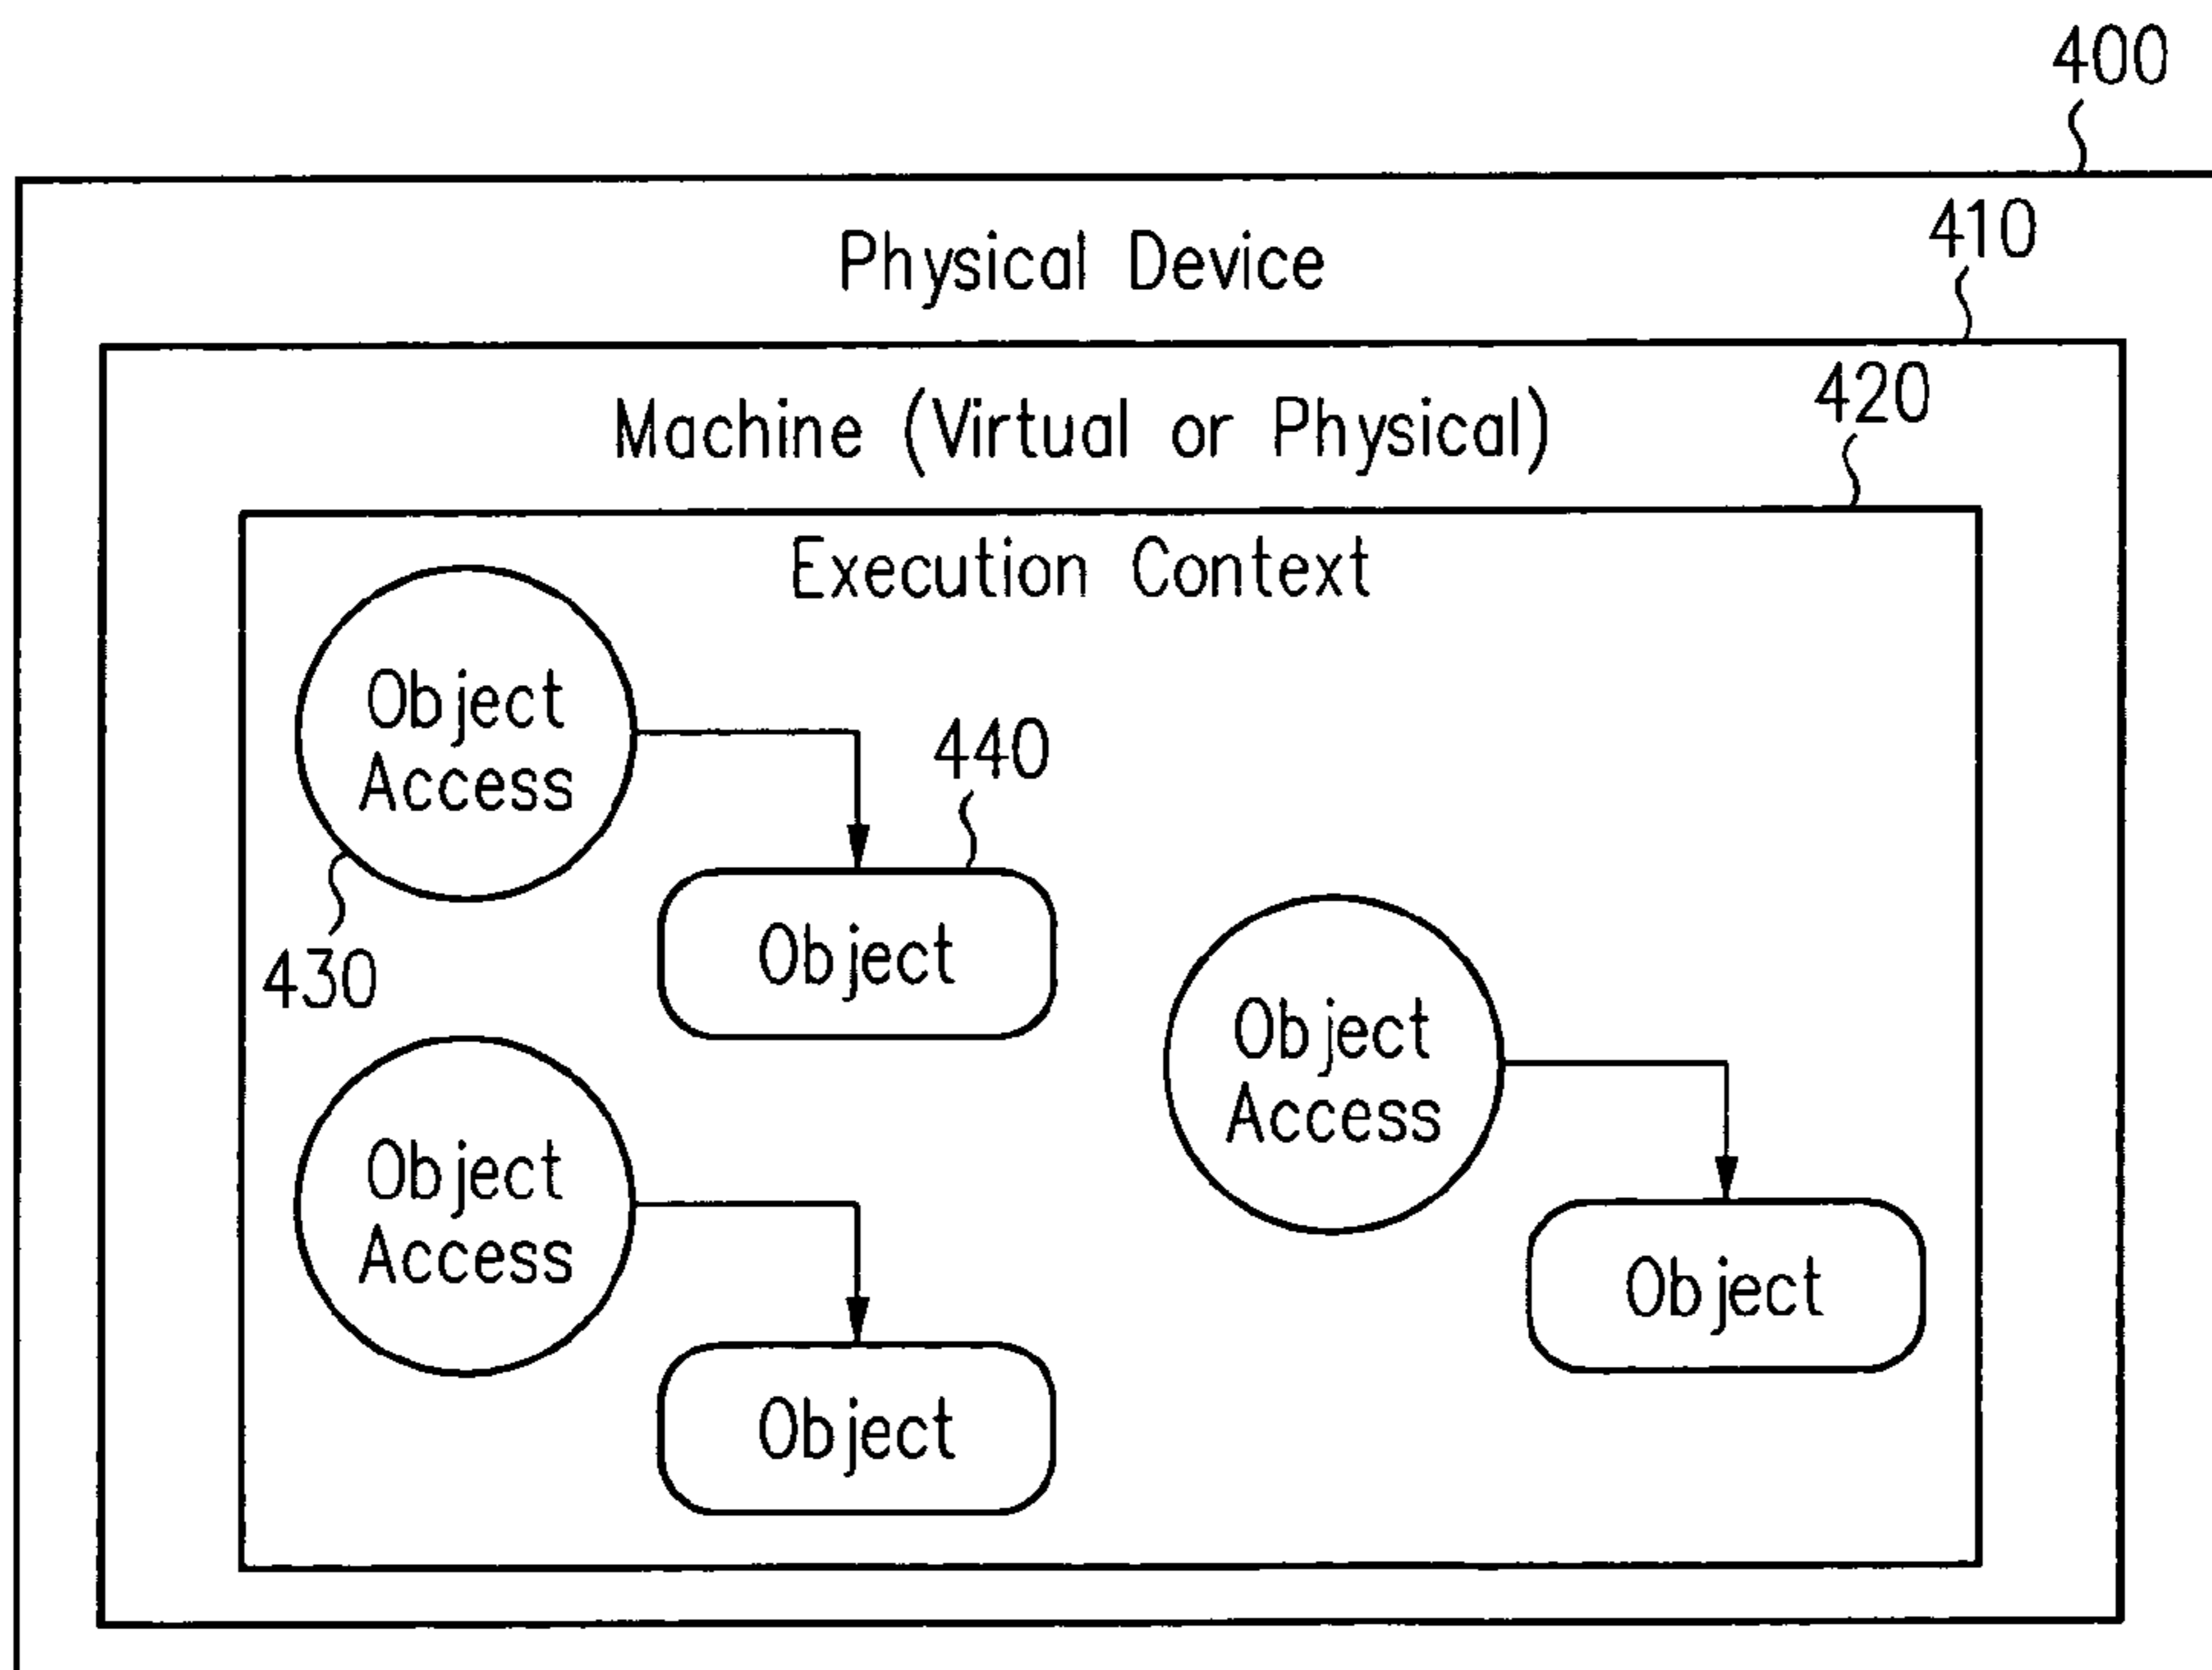 400
Physical Device
410
Machine (Virtual or Physical)
420
Execution Context
Object
Access
430
440
Object
Object
Access
Object
Object
Access
Object